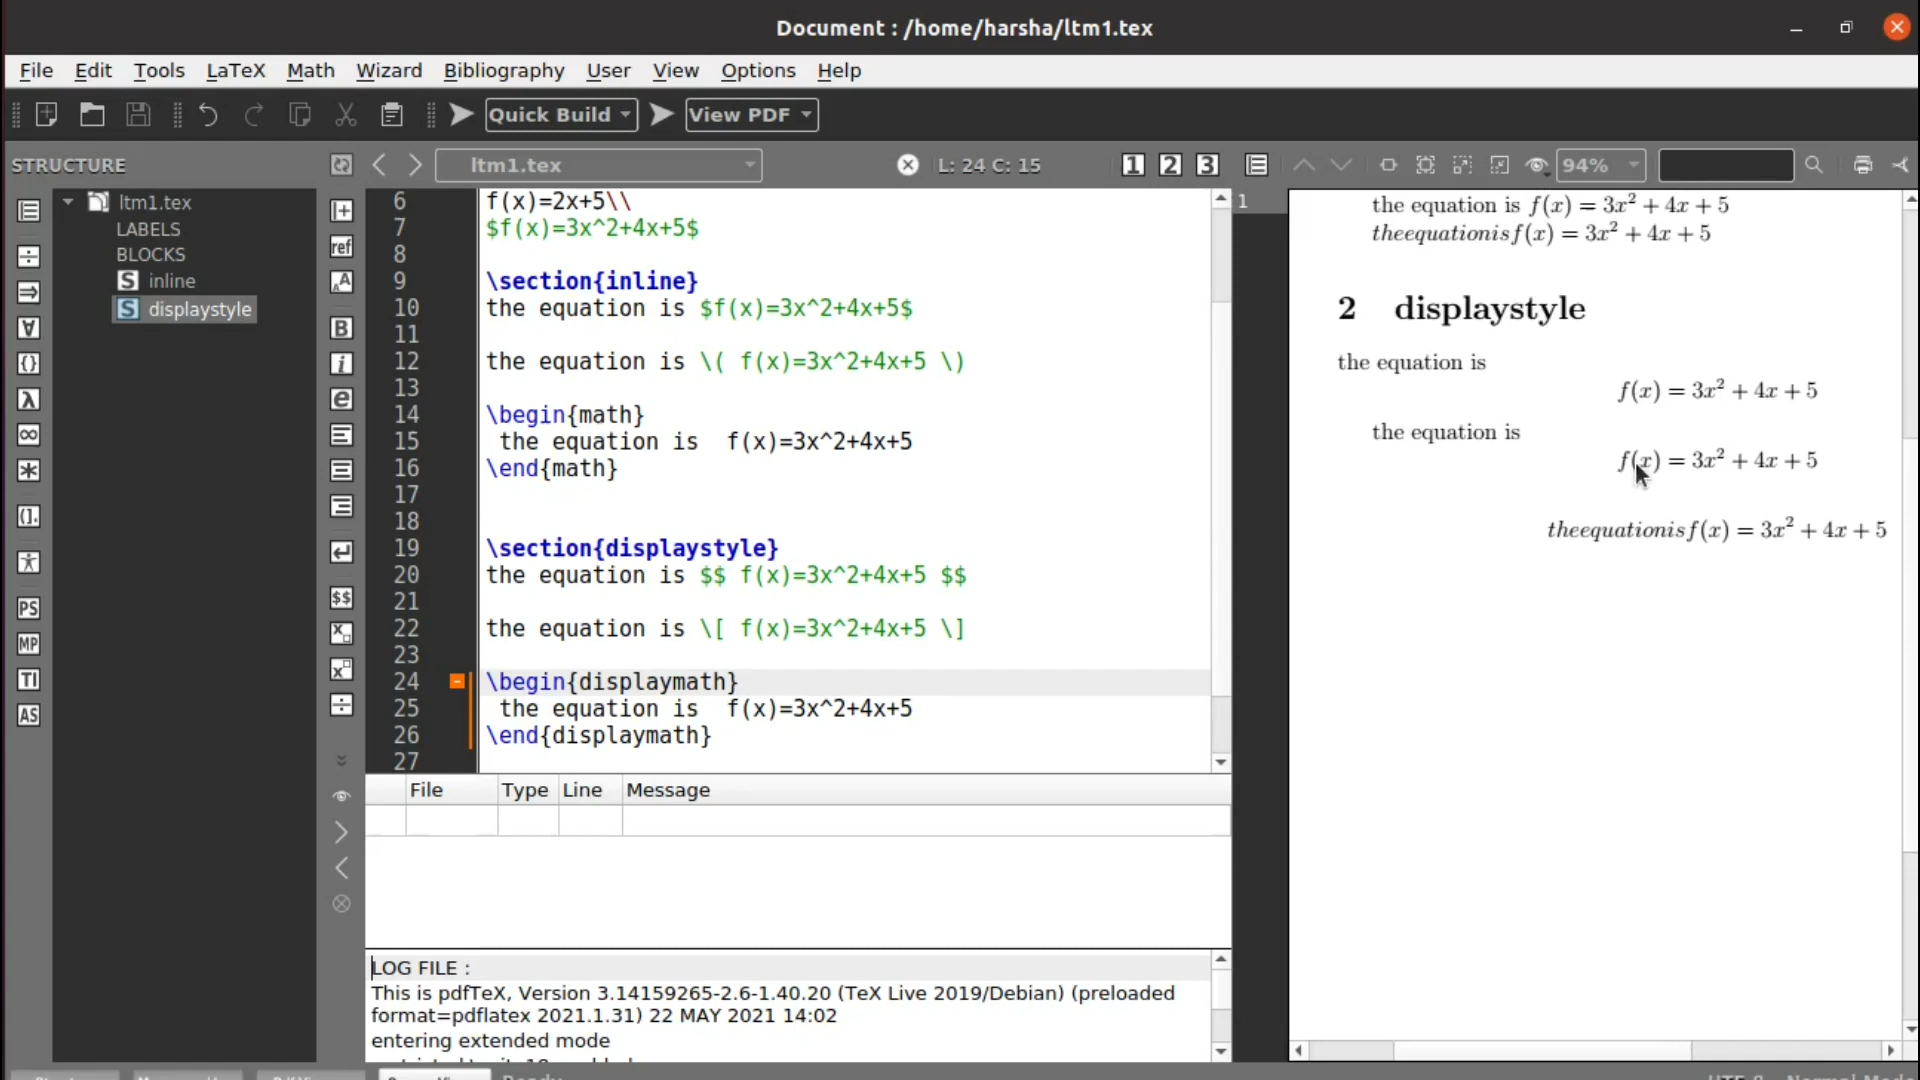 Document : /home/harsha/ltm1.tex
File Edit Tools LaTeX Math Wizard Bibliography User View Options Help
Quick Build View PDF
STRUCTURE ltm1.tex L: 24 C: 15 1 2 3 94%
ltm1.tex
LABELS
BLOCKS
S inline
S displaystyle
ref
PS
MP
TI
AS
6 f(x)=2x+5\\
7 $f(x)=3x^2+4x+5$
8
9 \section{inline}
10 the equation is $f(x)=3x^2+4x+5$
11
12 the equation is \( f(x)=3x^2+4x+5 \)
13
14 \begin{math}
15 the equation is f(x)=3x^2+4x+5
16 \end{math}
17
18
19 \section{displaystyle}
20 the equation is $$ f(x)=3x^2+4x+5 $$
21
22 the equation is \[ f(x)=3x^2+4x+5 \]
23
24 \begin{displaymath}
25 the equation is f(x)=3x^2+4x+5
26 \end{displaymath}
27
File Type Line Message
LOG FILE :
This is pdfTeX, Version 3.14159265-2.6-1.40.20 (TeX Live 2019/Debian) (preloaded
format=pdflatex 2021.1.31) 22 MAY 2021 14:02
entering extended mode
1
the equation is f(x) = 3x² + 4x + 5
theequationisf(x) = 3x² + 4x + 5
2 displaystyle
the equation is
f(x) = 3x² + 4x + 5
the equation is
f(x) = 3x² + 4x + 5
theequationisf(x) = 3x² + 4x + 5